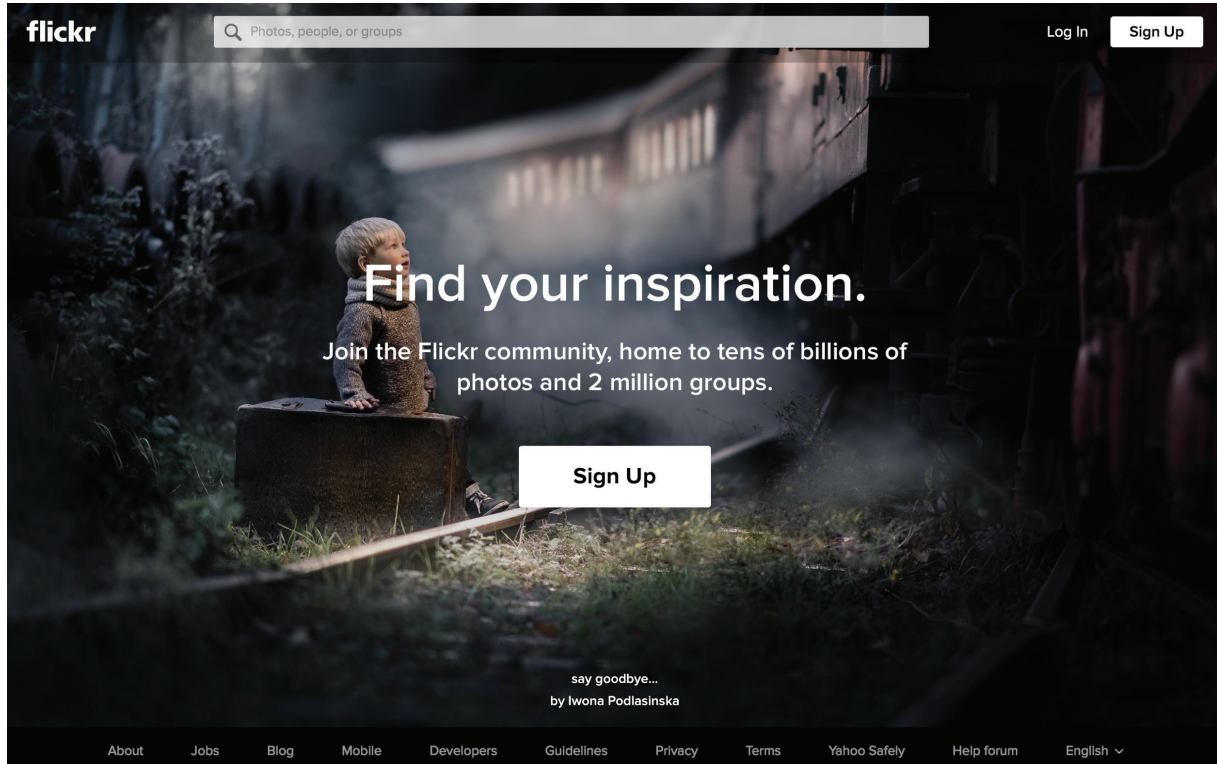 flickr
Photos, people, or groups
Log In
Sign Up
Find your inspiration.
Join the Flickr community, home to tens of billions of
photos and 2 million groups.
Sign Up
say goodbye...
by Iwona Podlasinska
About Jobs Blog Mobile Developers Guidelines Privacy Terms Yahoo Safely Help forum English